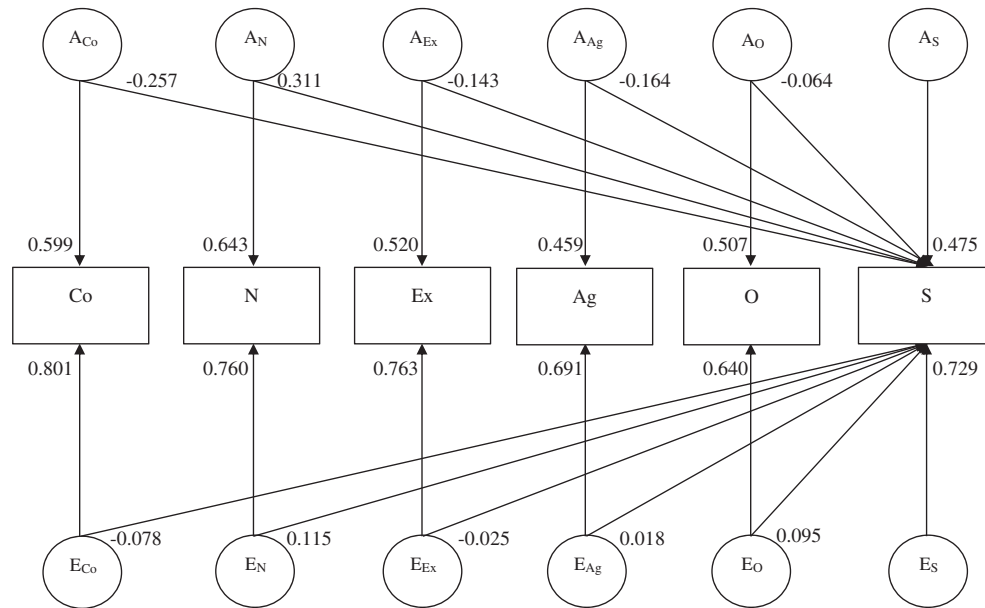 A_Co A_N A_Ex A_Ag A_O A_S
-0.257 0.311 -0.143 -0.164 -0.064
0.599 0.643 0.520 0.459 0.507 0.475
Co N Ex Ag O S
0.801 0.760 0.763 0.691 0.640 0.729
-0.078 0.115 -0.025 0.018 0.095
E_Co E_N E_Ex E_Ag E_O E_S